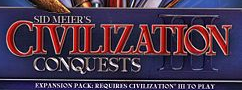 SID MEIER'S
CIVILIZATION III
CONQUESTS
EXPANSION PACK: REQUIRES CIVILIZATION® III TO PLAY